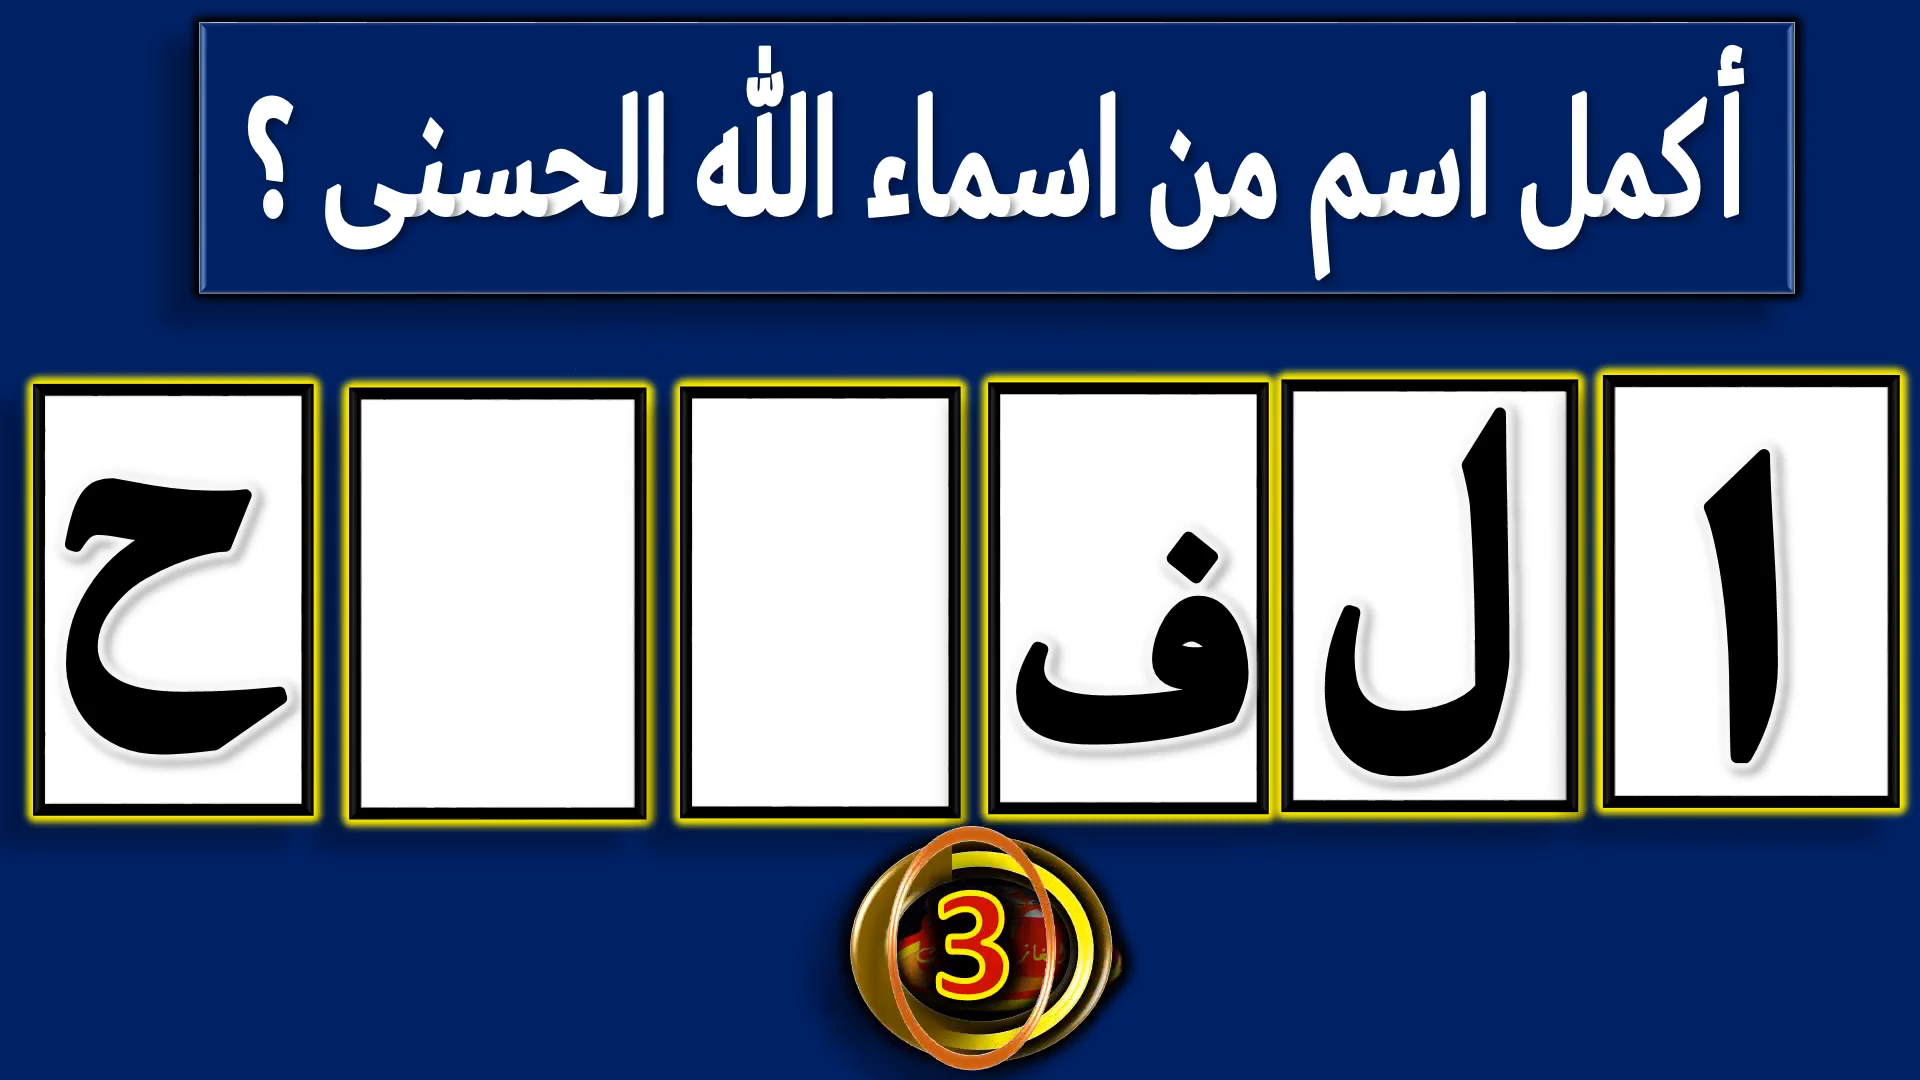 أكمل اسم من اسماء الله الحسنى ؟
ا ل ف ح
3